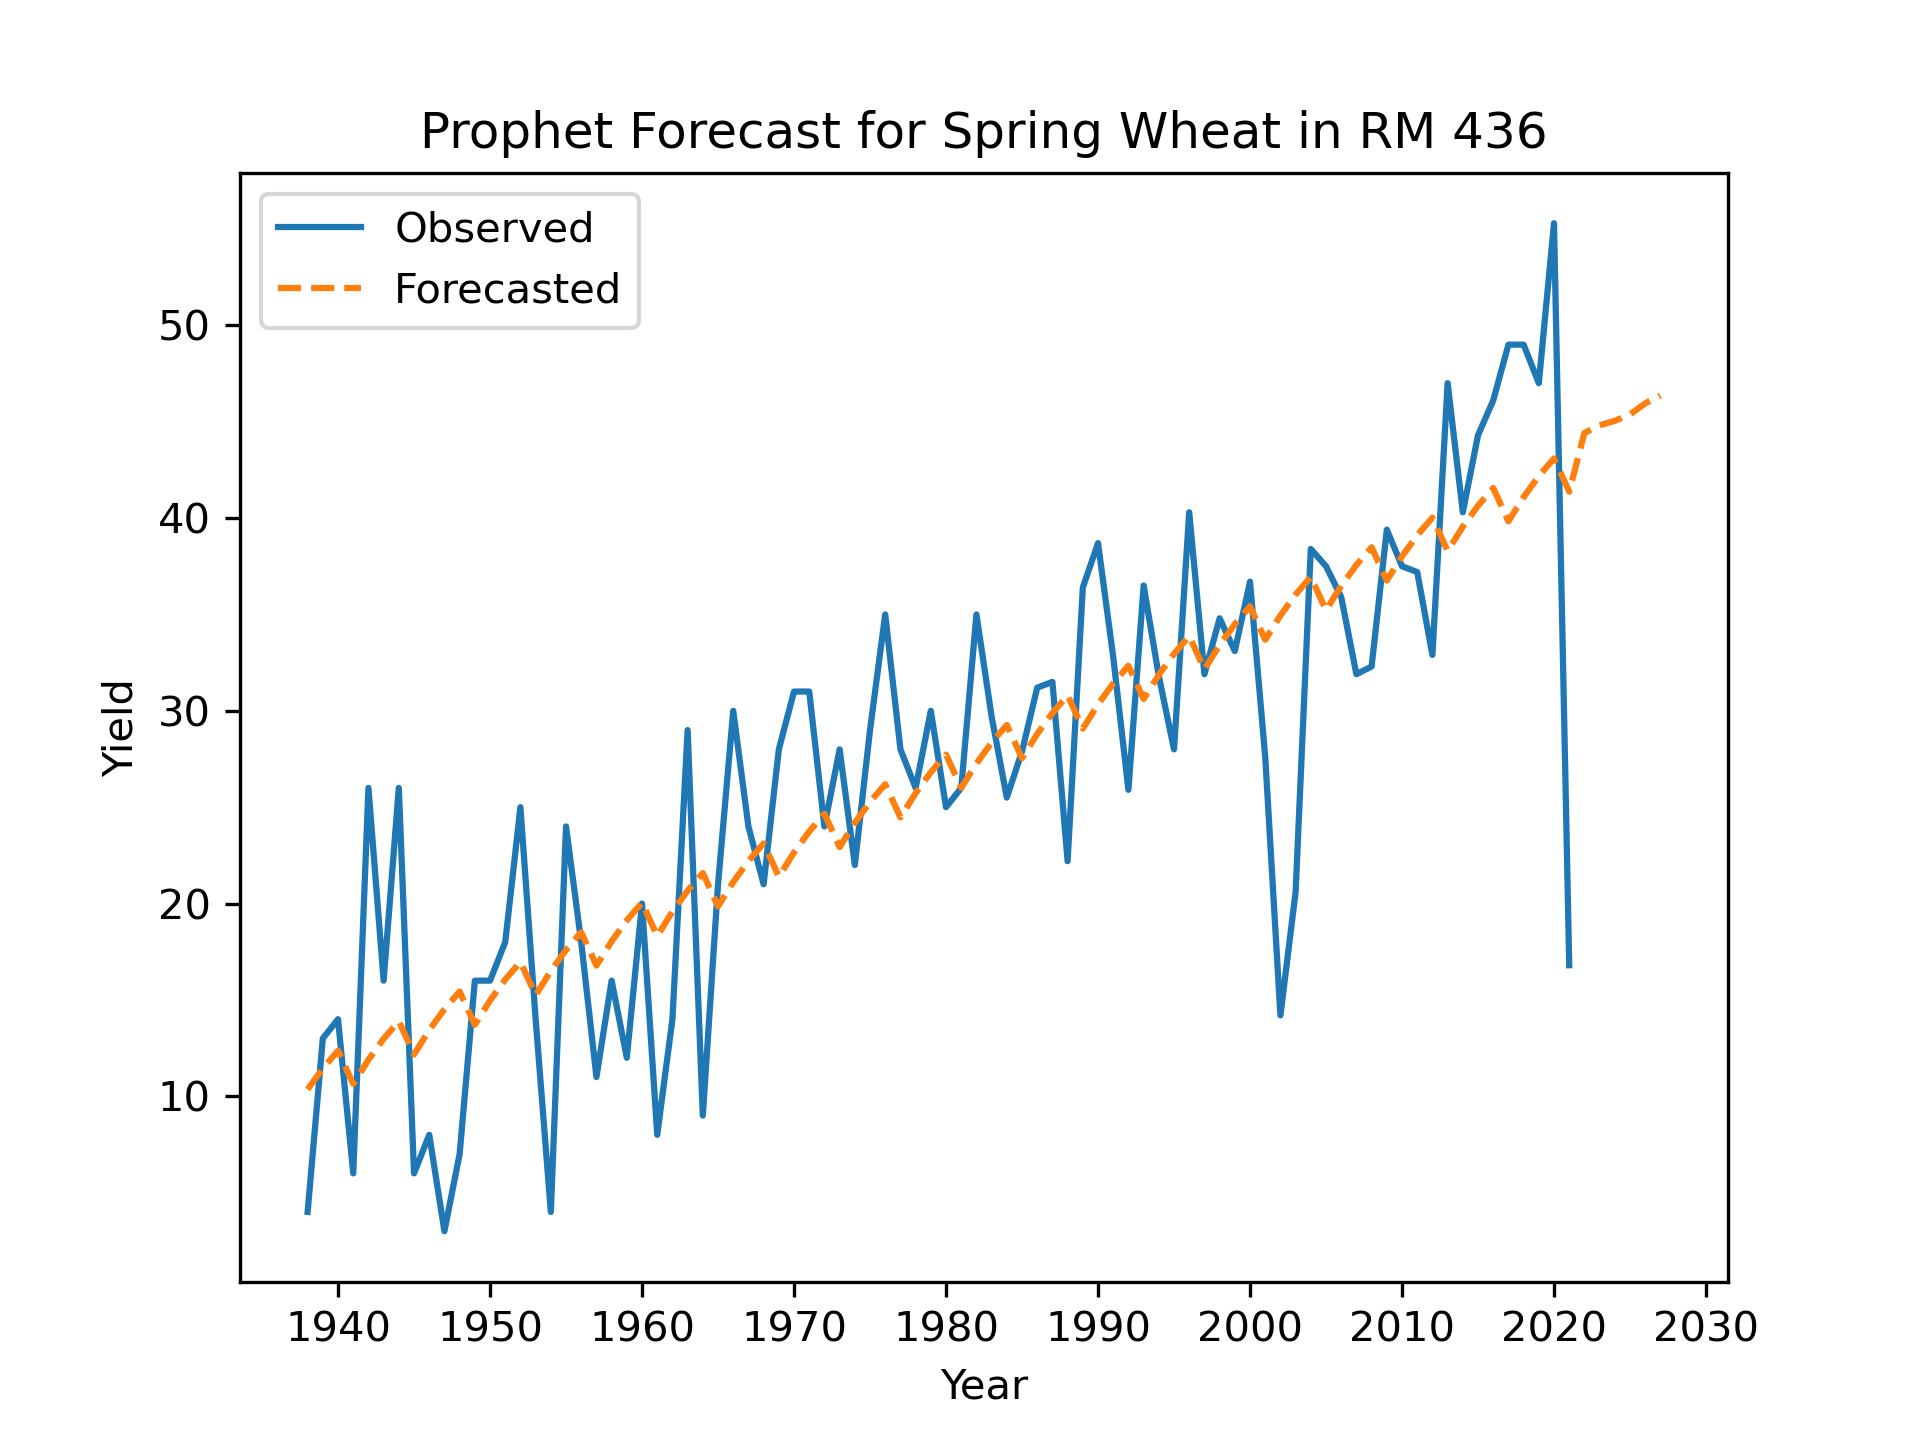 Prophet Forecast for Spring Wheat in RM 436
Observed
Forecasted
Yield
50
40
30
20
10
1940 1950 1960 1970 1980 1990 2000 2010 2020 2030
Year